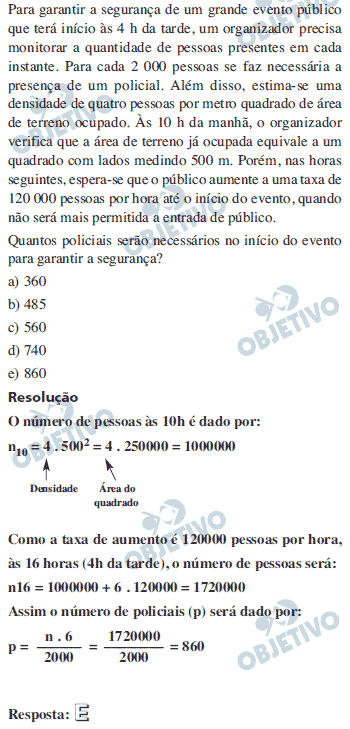 Para garantir a segurança de um grande evento público
que terá início às 4 h da tarde, um organizador precisa
monitorar a quantidade de pessoas presentes em cada
instante. Para cada 2 000 pessoas se faz necessária a
presença de um policial. Além disso, estima-se uma
densidade de quatro pessoas por metro quadrado de área
de terreno ocupado. Às 10 h da manhã, o organizador
verifica que a área de terreno já ocupada equivale a um
quadrado com lados medindo 500 m. Porém, nas horas
seguintes, espera-se que o público aumente a uma taxa de
120 000 pessoas por hora até o início do evento, quando
não será mais permitida a entrada de público.
Quantos policiais serão necessários no início do evento
para garantir a segurança?
a) 360
b) 485
c) 560
d) 740
e) 860
Resolução
O número de pessoas às 10h é dado por:
n10 = 4 . 500² = 4 . 250000 = 1000000
Densidade Área do
quadrado
Como a taxa de aumento é 120000 pessoas por hora,
às 16 horas (4h da tarde), o número de pessoas será:
n16 = 1000000 + 6 . 120000 = 1720000
Assim o número de policiais (p) será dado por:
p = n . 6 / 2000 = 1720000 / 2000 = 860
Resposta: E
OBJETIVO
OBJETIVO
OBJETIVO
OBJETIVO
OBJETIVO
OBJETIVO